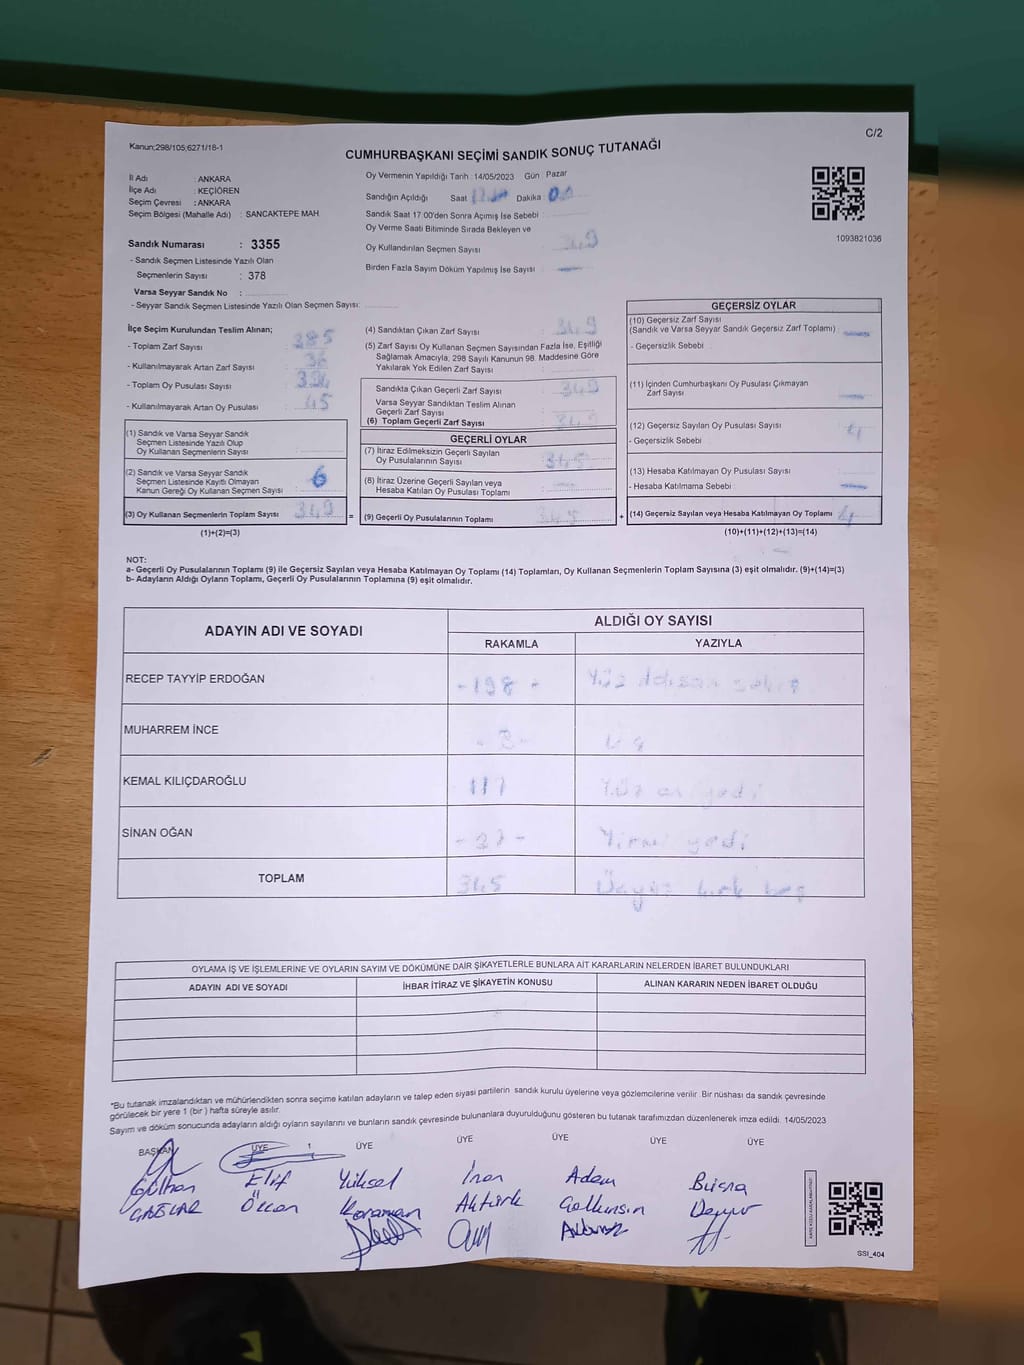 Kanun;298/105;6271/18-1
C/2
CUMHURBAŞKANI SEÇİMİ SANDIK SONUÇ TUTANAĞI
İl Adı : ANKARA
İlçe Adı : KEÇİÖREN
Seçim Çevresi : ANKARA
Seçim Bölgesi (Mahalle Adı) : SANCAKTEPE MAH
Sandık Numarası : 3355
- Sandık Seçmen Listesinde Yazılı Olan
Seçmenlerin Sayısı : 378
Varsa Seyyar Sandık No :
- Seyyar Sandık Seçmen Listesinde Yazılı Olan Seçmen Sayısı:
Oy Vermenin Yapıldığı Tarih : 14/05/2023 Gün : Pazar
Sandığın Açıldığı Saat Dakika :
Sandık Saat 17.00'den Sonra Açımış İse Sebebi :
Oy Verme Saati Bitiminde Sırada Bekleyen ve
Oy Kullandırılan Seçmen Sayısı : 349
Birden Fazla Sayım Döküm Yapılmış İse Sayısı :
1093821036
İlçe Seçim Kurulundan Teslim Alınan;
- Toplam Zarf Sayısı : 385
- Kullanılmayarak Artan Zarf Sayısı : 36
- Toplam Oy Pusulası Sayısı : 394
- Kullanılmayarak Artan Oy Pusulası : 45
(1) Sandık ve Varsa Seyyar Sandık
Seçmen Listesinde Yazılı Olup
Oy Kullanan Seçmenlerin Sayısı :
(2) Sandık ve Varsa Seyyar Sandık
Seçmen Listesinde Kayıtlı Olmayan
Kanun Gereği Oy Kullanan Seçmen Sayısı : 6
(3) Oy Kullanan Seçmenlerin Toplam Sayısı : 349 =
(1)+(2)=(3)
(4) Sandıktan Çıkan Zarf Sayısı : 349
(5) Zarf Sayısı Oy Kullanan Seçmen Sayısından Fazla İse, Eşitliği
Sağlamak Amacıyla, 298 Sayılı Kanunun 98. Maddesine Göre
Yakılarak Yok Edilen Zarf Sayısı :
Sandıkta Çıkan Geçerli Zarf Sayısı : 349
Varsa Seyyar Sandıktan Teslim Alınan
Geçerli Zarf Sayısı :
(6) Toplam Geçerli Zarf Sayısı : 349
GEÇERLİ OYLAR
(7) İtiraz Edilmeksizin Geçerli Sayılan
Oy Pusulalarının Sayısı : 345
(8) İtiraz Üzerine Geçerli Sayılan veya
Hesaba Katılan Oy Pusulası Toplamı :
(9) Geçerli Oy Pusulalarının Toplamı : 345 +
GEÇERSİZ OYLAR
(10) Geçersiz Zarf Sayısı
(Sandık ve Varsa Seyyar Sandık Geçersiz Zarf Toplamı) :
- Geçersizlik Sebebi :
(11) İçinden Cumhurbaşkanı Oy Pusulası Çıkmayan
Zarf Sayısı :
(12) Geçersiz Sayılan Oy Pusulası Sayısı : 4
- Geçersizlik Sebebi :
(13) Hesaba Katılmayan Oy Pusulası Sayısı :
- Hesaba Katılmama Sebebi :
(14) Geçersiz Sayılan veya Hesaba Katılmayan Oy Toplamı : 4
(10)+(11)+(12)+(13)=(14)
NOT:
a- Geçerli Oy Pusulalarının Toplamı (9) ile Geçersiz Sayılan veya Hesaba Katılmayan Oy Toplamı (14) Toplamları, Oy Kullanan Seçmenlerin Toplam Sayısına (3) eşit olmalıdır. (9)+(14)=(3)
b- Adayların Aldığı Oyların Toplamı, Geçerli Oy Pusulalarının Toplamına (9) eşit olmalıdır.
ADAYIN ADI VE SOYADI ALDIĞI OY SAYISI
RAKAMLA YAZIYLA
RECEP TAYYİP ERDOĞAN -198- Yüz doksan sekiz
MUHARREM İNCE -3- üç
KEMAL KILIÇDAROĞLU 117 Yüz on yedi
SİNAN OĞAN -27- Yirmi yedi
TOPLAM 345 Üçyüz kırk beş
OYLAMA İŞ VE İŞLEMLERİNE VE OYLARIN SAYIM VE DÖKÜMÜNE DAİR ŞİKAYETLERLE BUNLARA AİT KARARLARIN NELERDEN İBARET BULUNDUKLARI
ADAYIN ADI VE SOYADI İHBAR İTİRAZ VE ŞİKAYETİN KONUSU ALINAN KARARIN NEDEN İBARET OLDUĞU
*Bu tutanak imzalandıktan ve mühürlendikten sonra seçime katılan adayların ve talep eden siyasi partilerin sandık kurulu üyelerine veya gözlemcilerine verilir. Bir nüshası da sandık çevresinde
görülecek bir yere 1 (bir) hafta süreyle asılır.
Sayım ve döküm sonucunda adayların aldığı oyların sayılarını ve bunların sandık çevresinde bulunanlara duyurulduğunu gösteren bu tutanak tarafımızdan düzenlenerek imza edildi. 14/05/2023
BAŞKAN ÜYE ÜYE ÜYE ÜYE ÜYE ÜYE
Gülhan Elif Yüksel İnan Adem Büşra
Karaman Aktürk
SSI_404